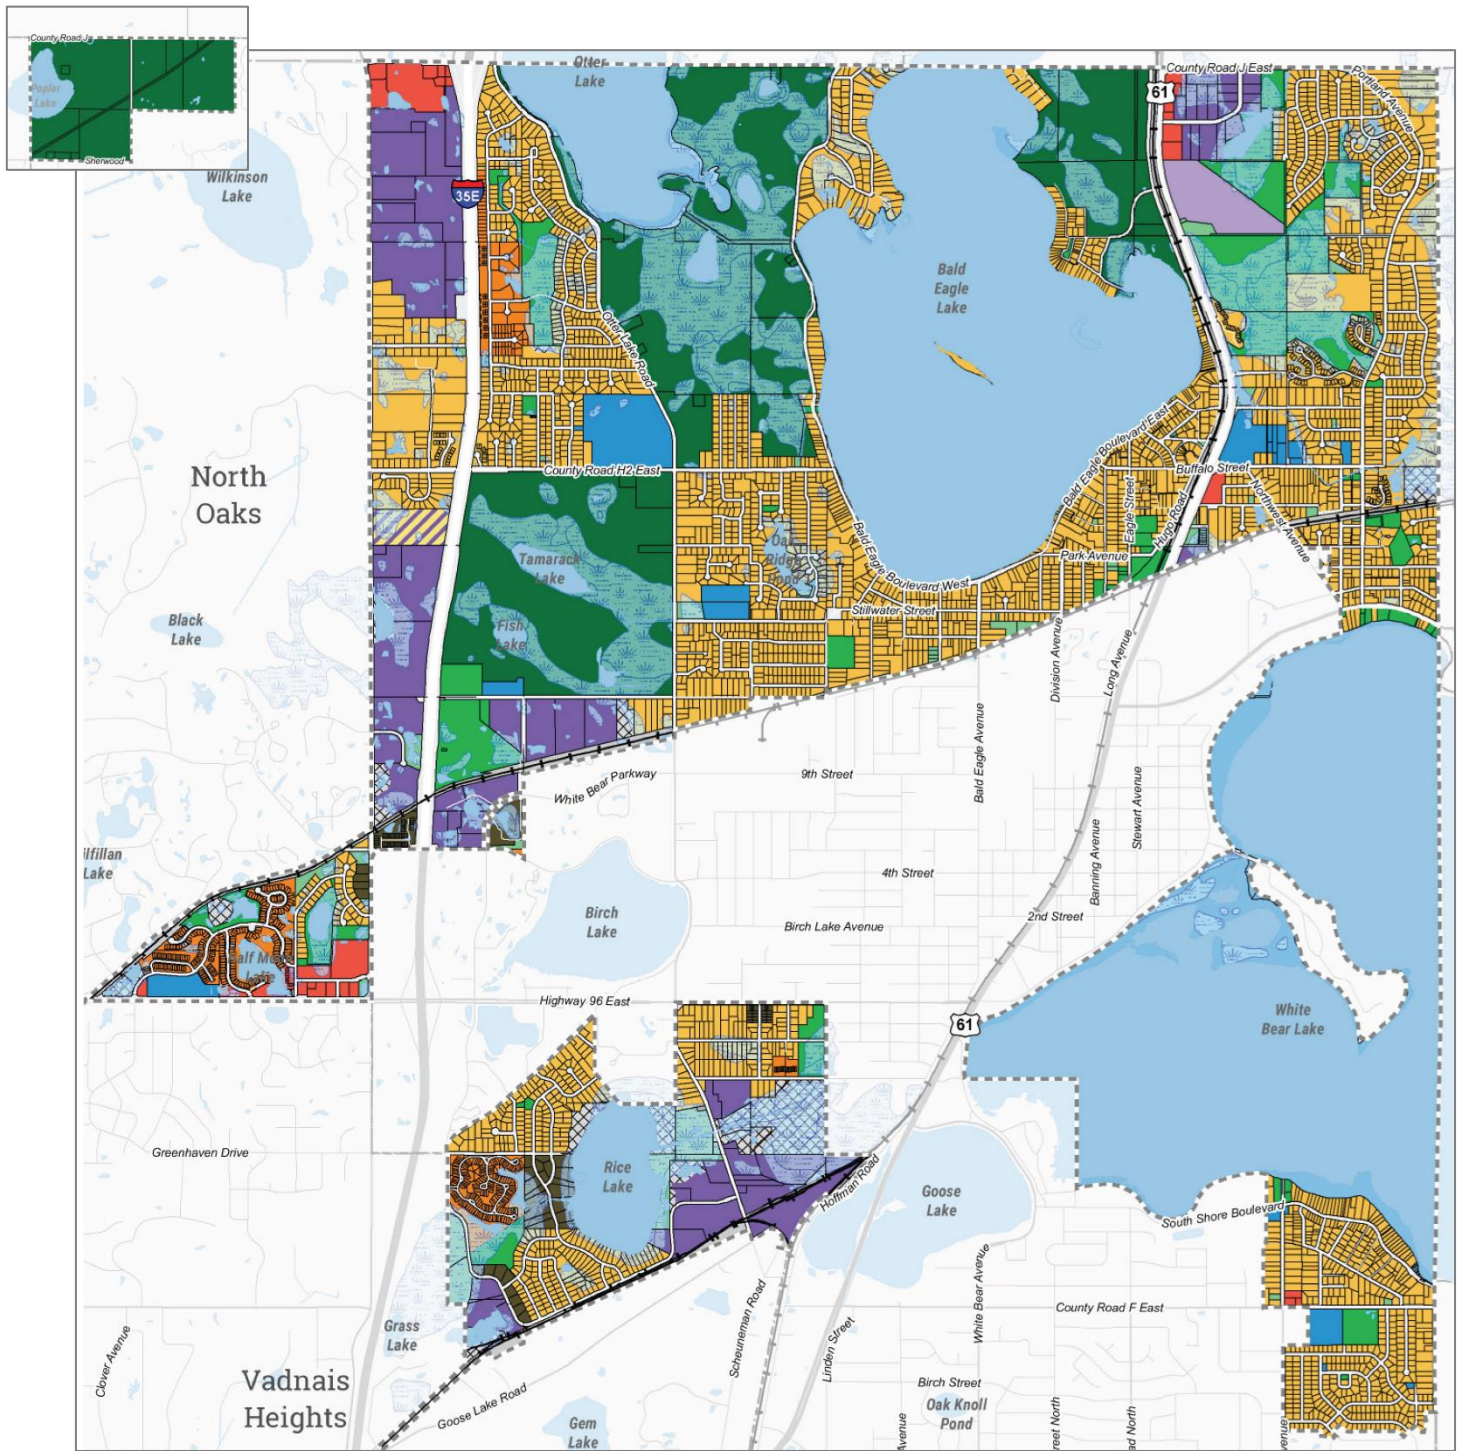 County Road J
Poplar
Lake
Sherwood
Otter
Lake
County Road J East
61
Portland Avenue
Wilkinson
Lake
35E
Bald
Eagle
Lake
Otter Lake Road
Bald Eagle Boulevard East
North
Oaks
County Road H2 East
Buffalo Street
Eagle Street
Hugo Road
Northwest Avenue
Tamarack
Lake
Park Avenue
Bald Eagle Boulevard West
Stillwater Street
Black
Lake
Fish
Lake
Division Avenue
Long Avenue
Bald Eagle Avenue
9th Street
White Bear Parkway
Stewart Avenue
Banning Avenue
Lake
4th Street
Birch
Lake
2nd Street
Birch Lake Avenue
Lake
Highway 96 East
61
White
Bear Lake
Greenhaven Drive
Rice
Lake
Hoffman Road
Goose
Lake
South Shore Boulevard
White Bear Avenue
County Road F East
Scheuneman Road
Linden Street
Grass
Lake
Clover Avenue
Vadnais
Heights
Goose Lake Road
Birch Street
Oak Knoll
Pond
Gem
Lake
Avenue